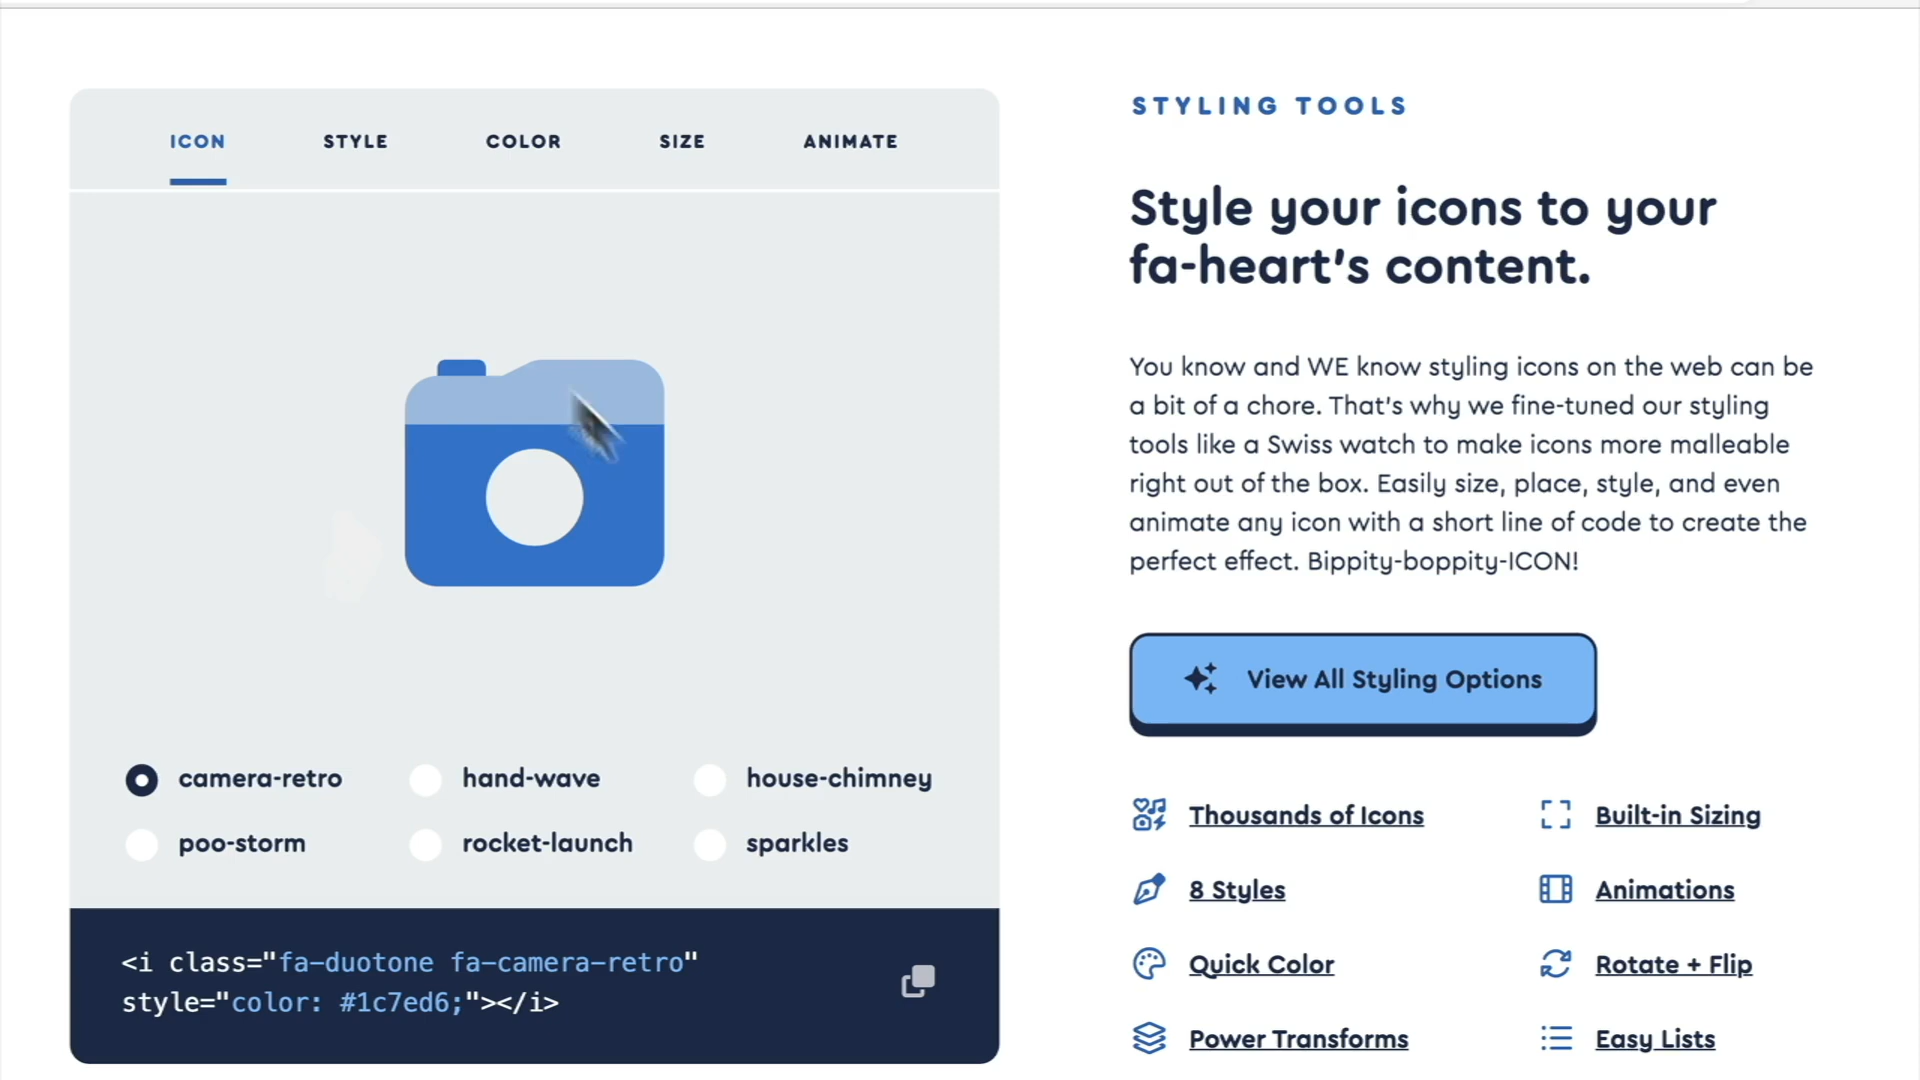 ICON STYLE COLOR SIZE ANIMATE
camera-retro hand-wave house-chimney
poo-storm rocket-launch sparkles
<i class="fa-duotone fa-camera-retro"
style="color: #1c7ed6;"></i>
STYLING TOOLS
Style your icons to your
fa-heart's content.
You know and WE know styling icons on the web can be
a bit of a chore. That's why we fine-tuned our styling
tools like a Swiss watch to make icons more malleable
right out of the box. Easily size, place, style, and even
animate any icon with a short line of code to create the
perfect effect. Bippity-boppity-ICON!
View All Styling Options
Thousands of Icons Built-in Sizing
8 Styles Animations
Quick Color Rotate + Flip
Power Transforms Easy Lists